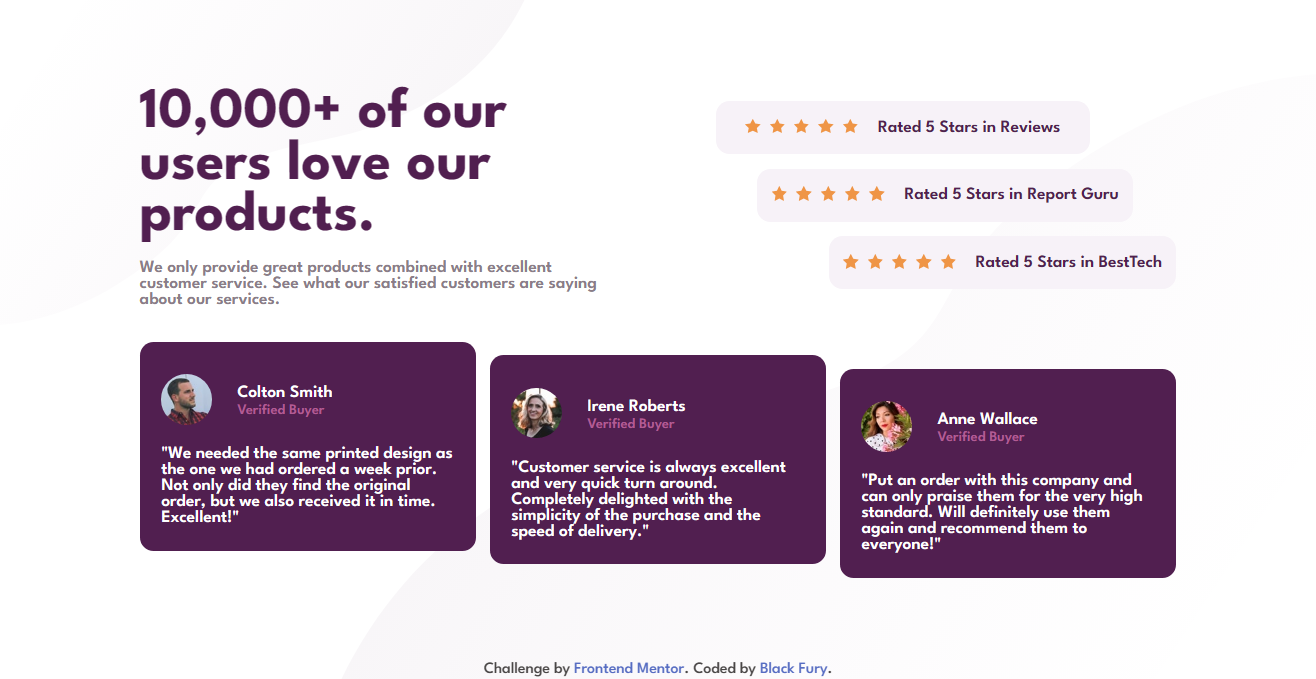 10,000+ of our
users love our
products.
We only provide great products combined with excellent
customer service. See what our satisfied customers are saying
about our services.
Rated 5 Stars in Reviews
Rated 5 Stars in Report Guru
Rated 5 Stars in BestTech
Colton Smith
Verified Buyer
"We needed the same printed design as
the one we had ordered a week prior.
Not only did they find the original
order, but we also received it in time.
Excellent!"
Irene Roberts
Verified Buyer
"Customer service is always excellent
and very quick turn around.
Completely delighted with the
simplicity of the purchase and the
speed of delivery."
Anne Wallace
Verified Buyer
"Put an order with this company and
can only praise them for the very high
standard. Will definitely use them
again and recommend them to
everyone!"
Challenge by Frontend Mentor. Coded by Black Fury.